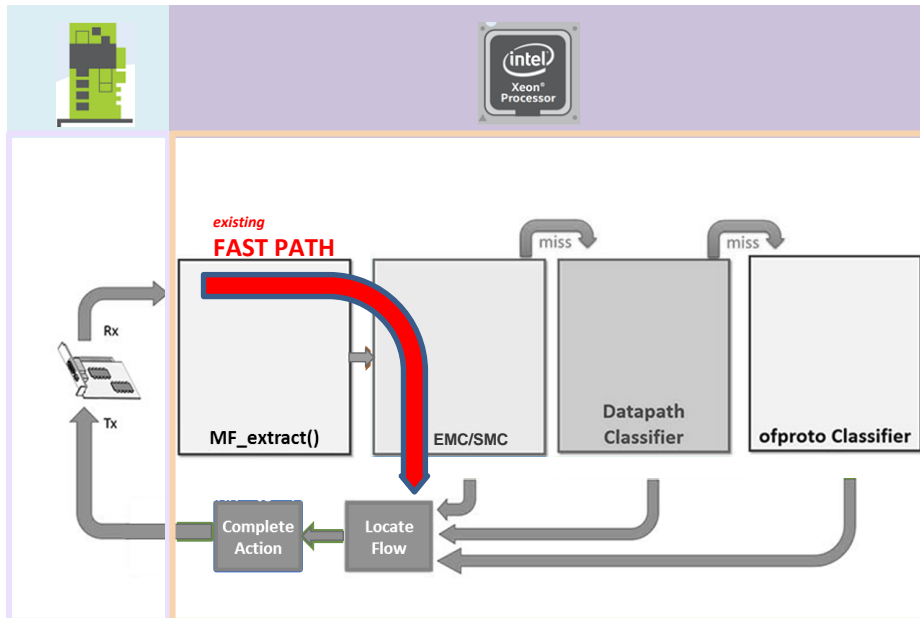 intel
Xeon®
Processor
existing
FAST PATH
miss
miss
Rx
Tx
MF_extract()
EMC/SMC
Datapath
Classifier
ofproto Classifier
Complete
Action
Locate
Flow